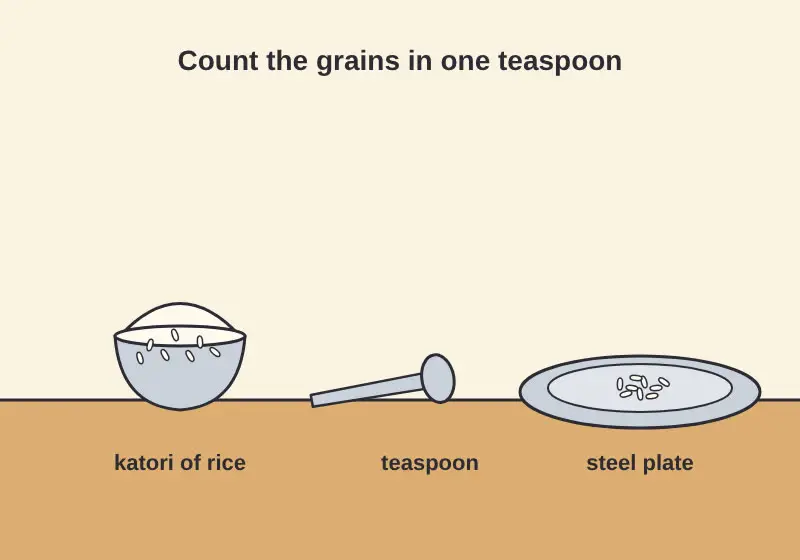 Count the grains in one teaspoon
katori of rice
teaspoon
steel plate